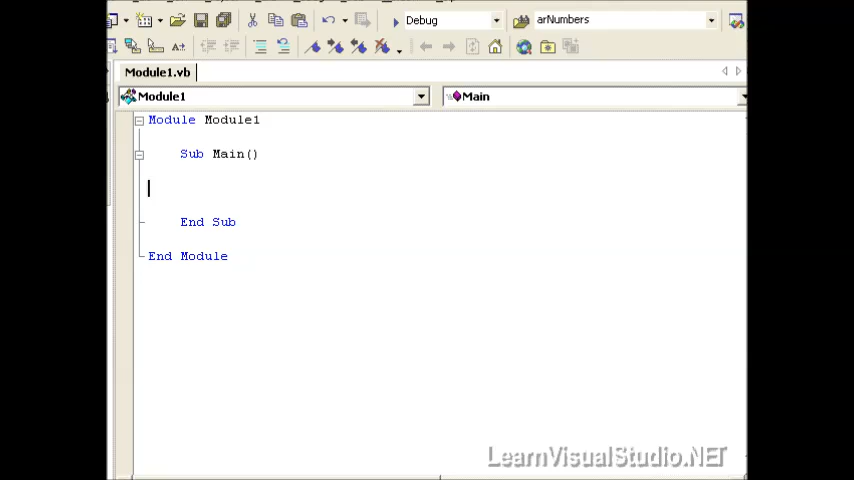 Debug
arNumbers
Module1.vb
Module1
Main
Module Module1
Sub Main()
End Sub
End Module
LearnVisualStudio.NET